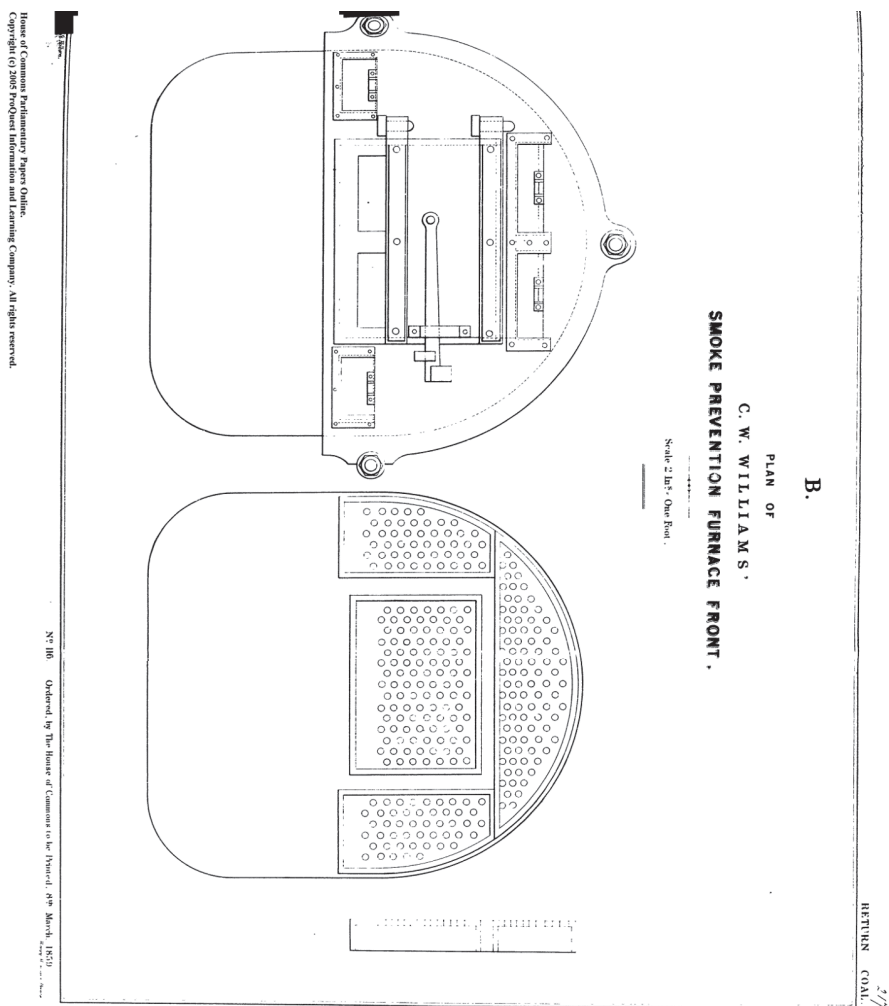 RETURN COAL.
B.
PLAN OF
C. W. WILLIAMS'
SMOKE PREVENTION FURNACE FRONT.
Scale 2 Ins. One Foot.
Nº 116 Ordered, by The House of Commons to be Printed, 8th March, 1859
House of Commons Parliamentary Papers Online.
Copyright (c) 2005 ProQuest Information and Learning Company. All rights reserved.